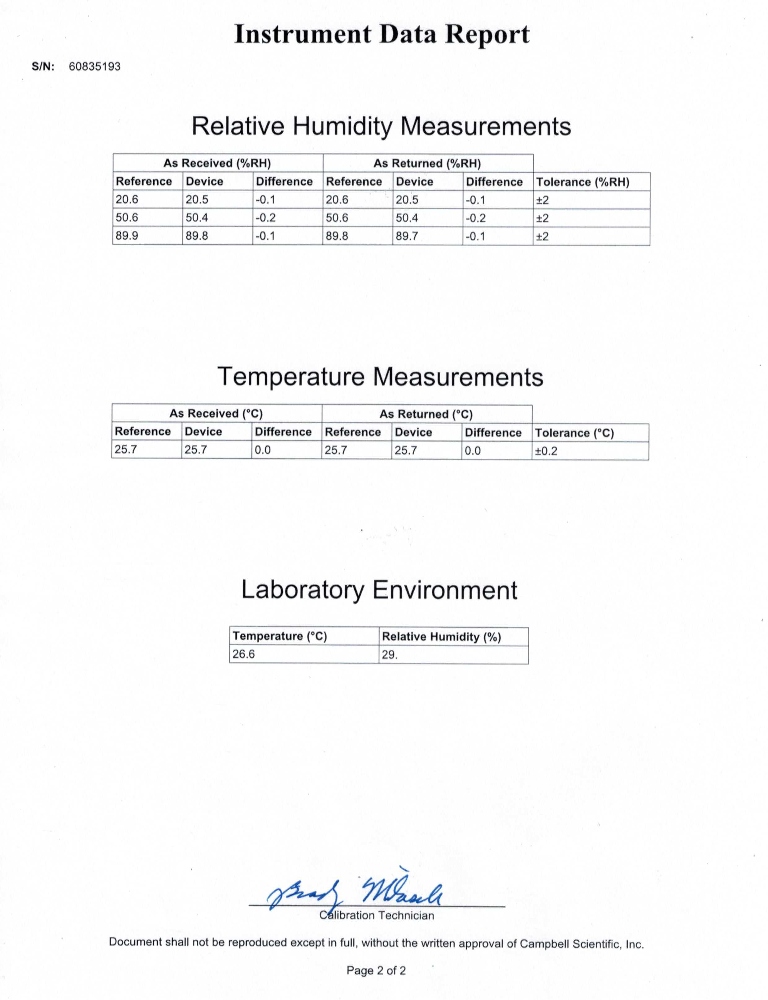 Instrument Data Report
S/N: 60835193
Relative Humidity Measurements
As Received (%RH) As Returned (%RH)
Reference Device Difference Reference Device Difference Tolerance (%RH)
20.6 20.5 -0.1 20.6 20.5 -0.1 ±2
50.6 50.4 -0.2 50.6 50.4 -0.2 ±2
89.9 89.8 -0.1 89.8 89.7 -0.1 ±2
Temperature Measurements
As Received (°C) As Returned (°C)
Reference Device Difference Reference Device Difference Tolerance (°C)
25.7 25.7 0.0 25.7 25.7 0.0 ±0.2
Laboratory Environment
Temperature (°C) Relative Humidity (%)
26.6 29.
Brady
Calibration Technician
Document shall not be reproduced except in full, without the written approval of Campbell Scientific, Inc.
Page 2 of 2